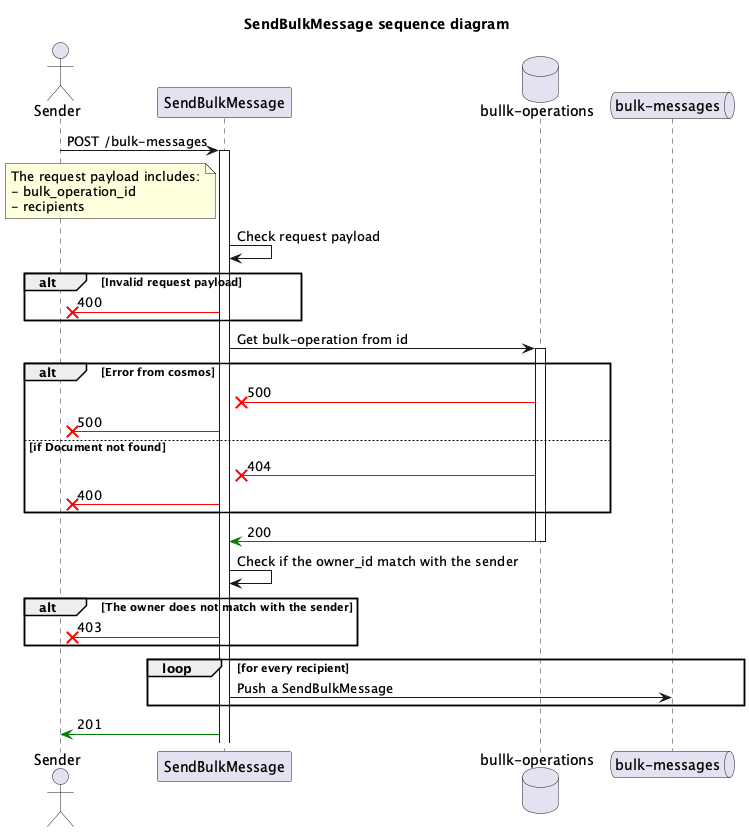 SendBulkMessage sequence diagram
Sender
SendBulkMessage
bullk-operations
bulk-messages
POST /bulk-messages
The request payload includes:
- bulk_operation_id
- recipients
Check request payload
alt [Invalid request payload]
400
Get bulk-operation from id
alt [Error from cosmos]
500
500
[if Document not found]
404
400
200
Check if the owner_id match with the sender
alt [The owner does not match with the sender]
403
loop [for every recipient]
Push a SendBulkMessage
201
Sender
SendBulkMessage
bullk-operations
bulk-messages